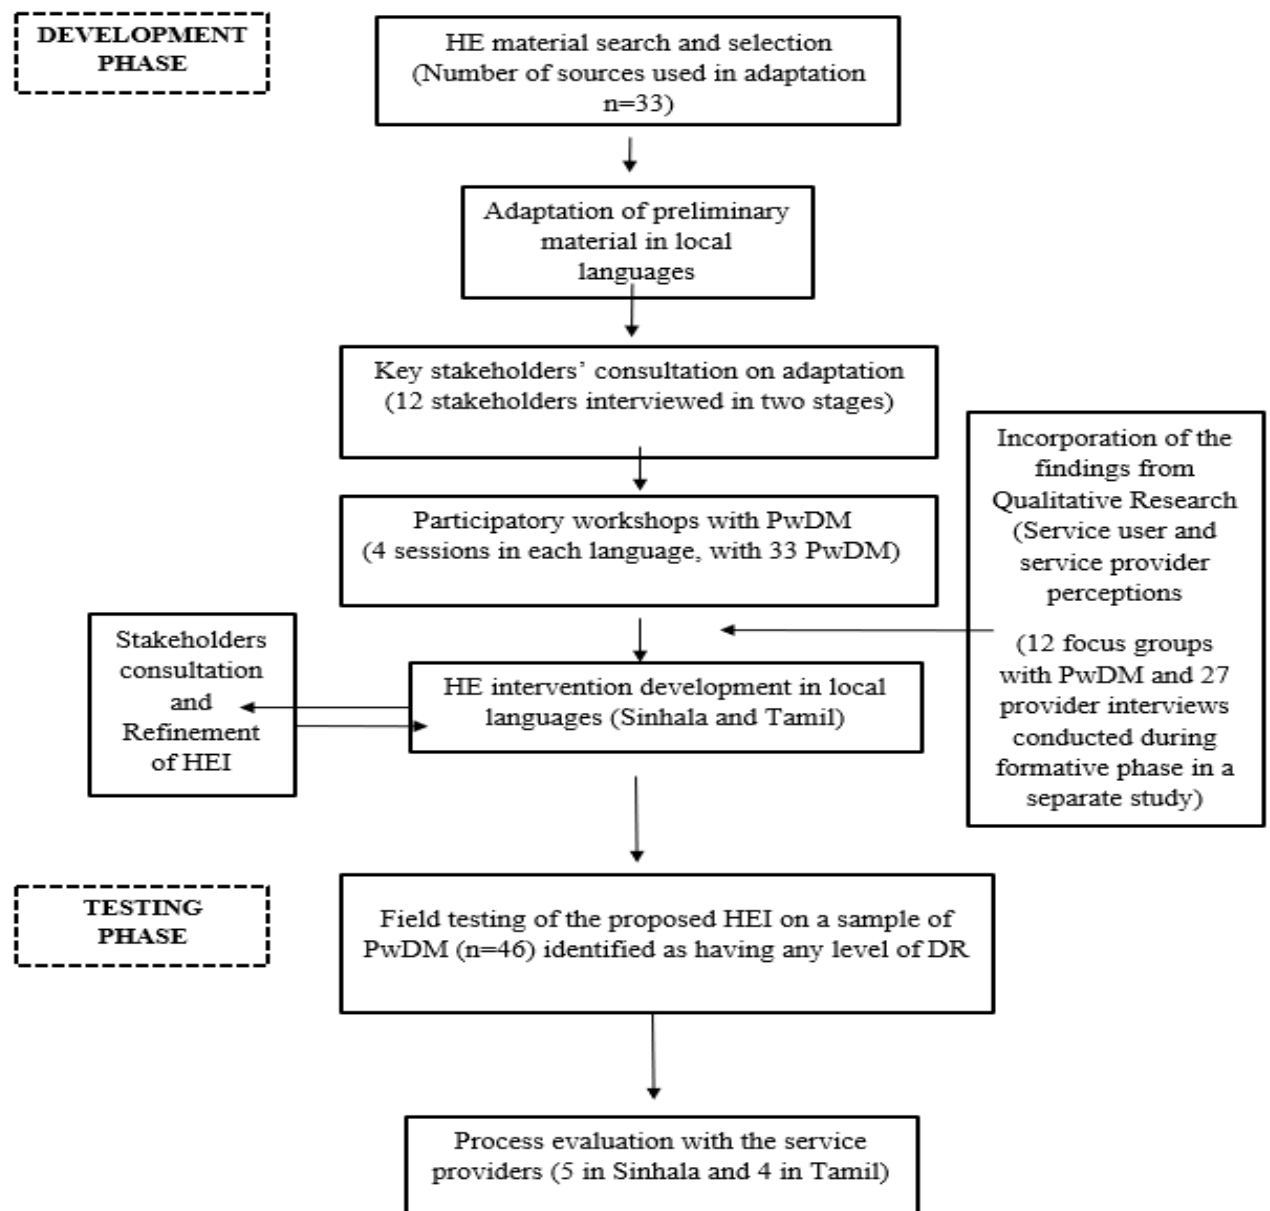 DEVELOPMENT
PHASE
HE material search and selection
(Number of sources used in adaptation
n=33)
Adaptation of preliminary
material in local
languages
Key stakeholders’ consultation on adaptation
(12 stakeholders interviewed in two stages)
Participatory workshops with PwDM
(4 sessions in each language, with 33 PwDM)
Incorporation of the
findings from
Qualitative Research
(Service user and
service provider
perceptions
(12 focus groups
with PwDM and 27
provider interviews
conducted during
formative phase in a
separate study)
Stakeholders
consultation
and
Refinement
of HEI
HE intervention development in local
languages (Sinhala and Tamil)
TESTING
PHASE
Field testing of the proposed HEI on a sample of
PwDM (n=46) identified as having any level of DR
Process evaluation with the service
providers (5 in Sinhala and 4 in Tamil)